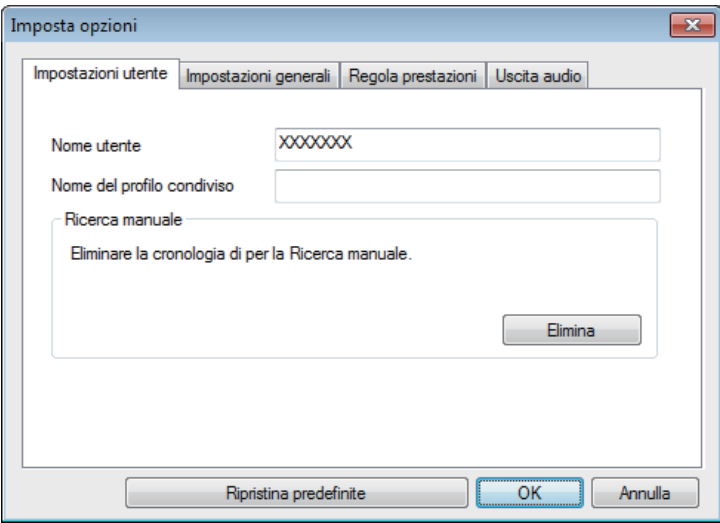 Imposta opzioni
Impostazioni utente
Impostazioni generali
Regola prestazioni
Uscita audio
Nome utente
XXXXXXX
Nome del profilo condiviso
Ricerca manuale
Eliminare la cronologia di per la Ricerca manuale.
Elimina
Ripristina predefinite
OK
Annulla